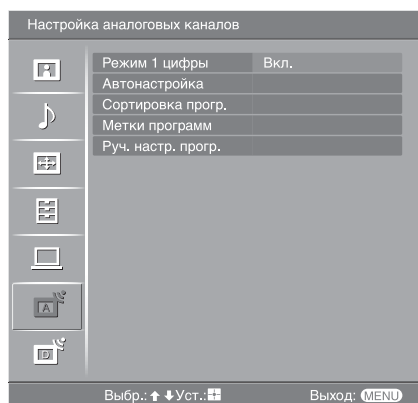 Настройка аналоговых каналов
Режим 1 цифры Вкл.
Автонастройка
Сортировка прогр.
Метки программ
Руч. настр. прогр.
A
D
Выбр.: Уст.: Выход: MENU